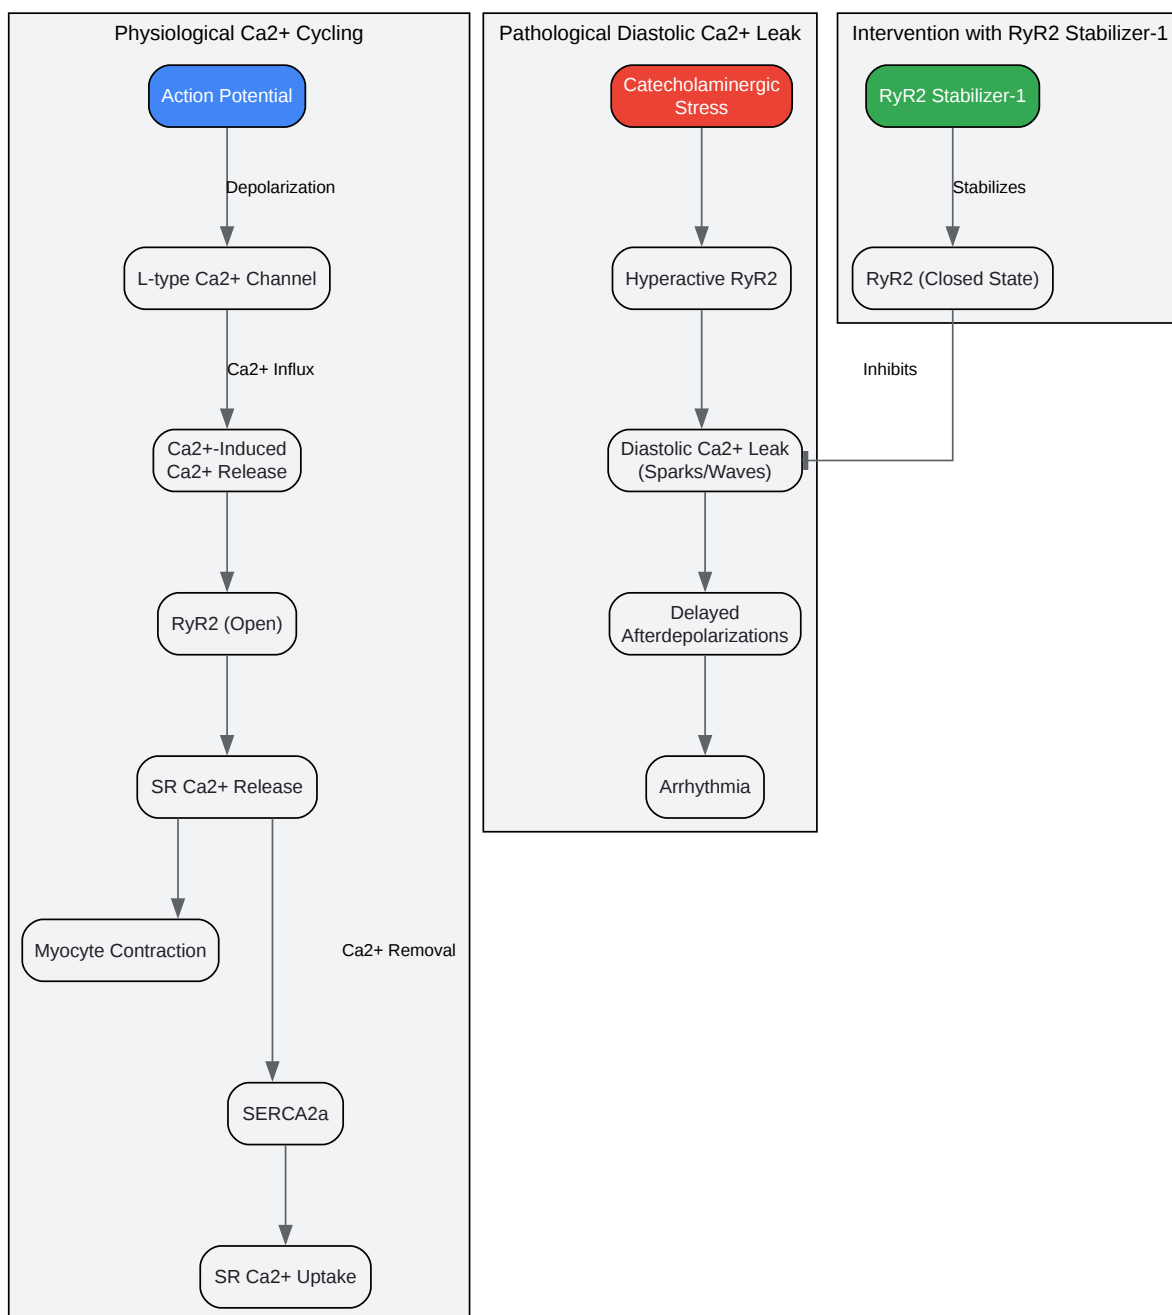 Physiological Ca2+ Cycling
Action Potential
Depolarization
L-type Ca2+ Channel
Ca2+ Influx
Ca2+-Induced
Ca2+ Release
RyR2 (Open)
SR Ca2+ Release
Myocyte Contraction
Ca2+ Removal
SERCA2a
SR Ca2+ Uptake
Pathological Diastolic Ca2+ Leak
Catecholaminergic
Stress
Hyperactive RyR2
Diastolic Ca2+ Leak
(Sparks/Waves)
Delayed
Afterdepolarizations
Arrhythmia
Intervention with RyR2 Stabilizer-1
RyR2 Stabilizer-1
Stabilizes
RyR2 (Closed State)
Inhibits